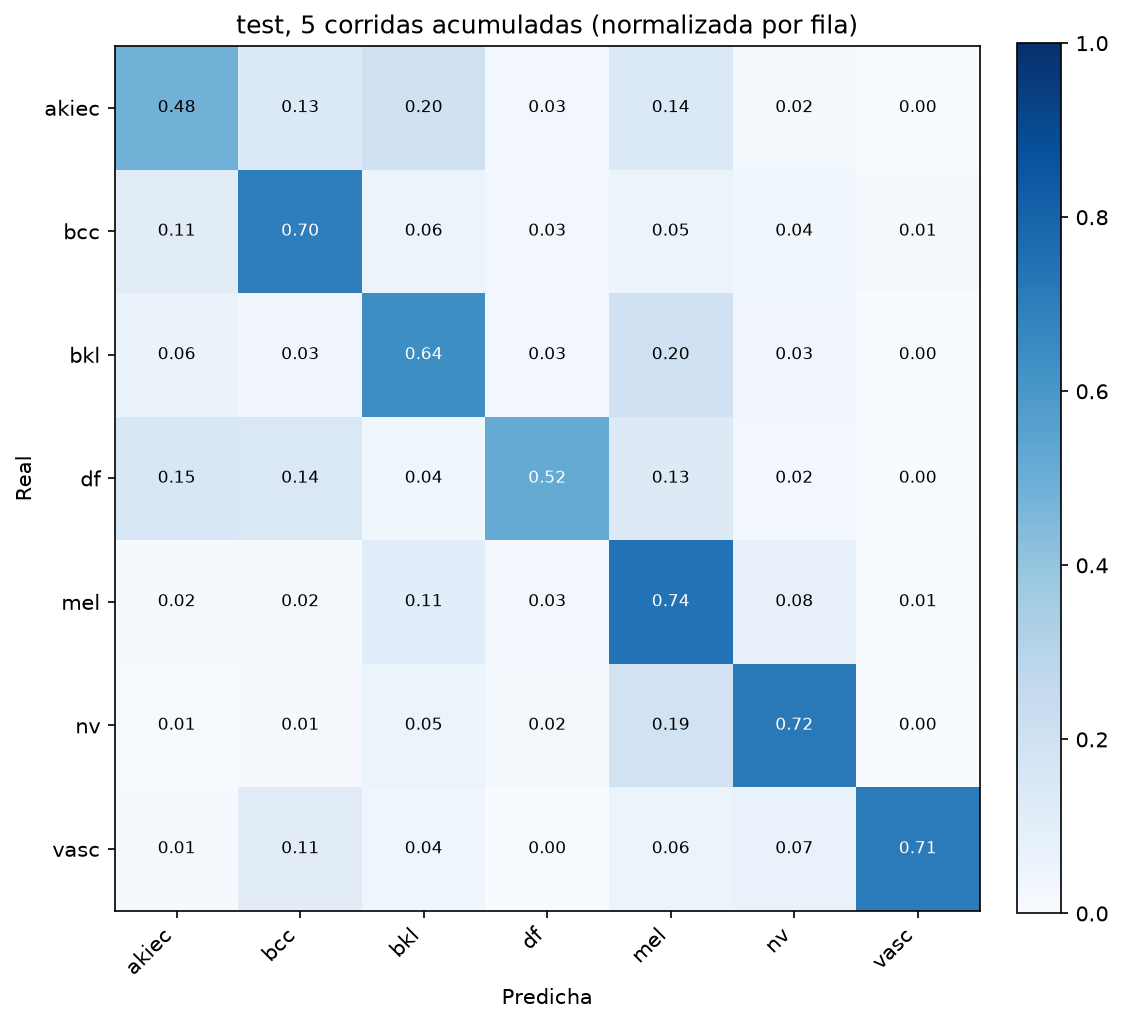 test, 5 corridas acumuladas (normalizada por fila)
akiec 0.48 0.13 0.20 0.03 0.14 0.02 0.00
bcc 0.11 0.70 0.06 0.03 0.05 0.04 0.01
bkl 0.06 0.03 0.64 0.03 0.20 0.03 0.00
df 0.15 0.14 0.04 0.52 0.13 0.02 0.00
mel 0.02 0.02 0.11 0.03 0.74 0.08 0.01
nv 0.01 0.01 0.05 0.02 0.19 0.72 0.00
vasc 0.01 0.11 0.04 0.00 0.06 0.07 0.71
akiec bcc bkl df mel nv vasc
Predicha
Real
1.0
0.8
0.6
0.4
0.2
0.0